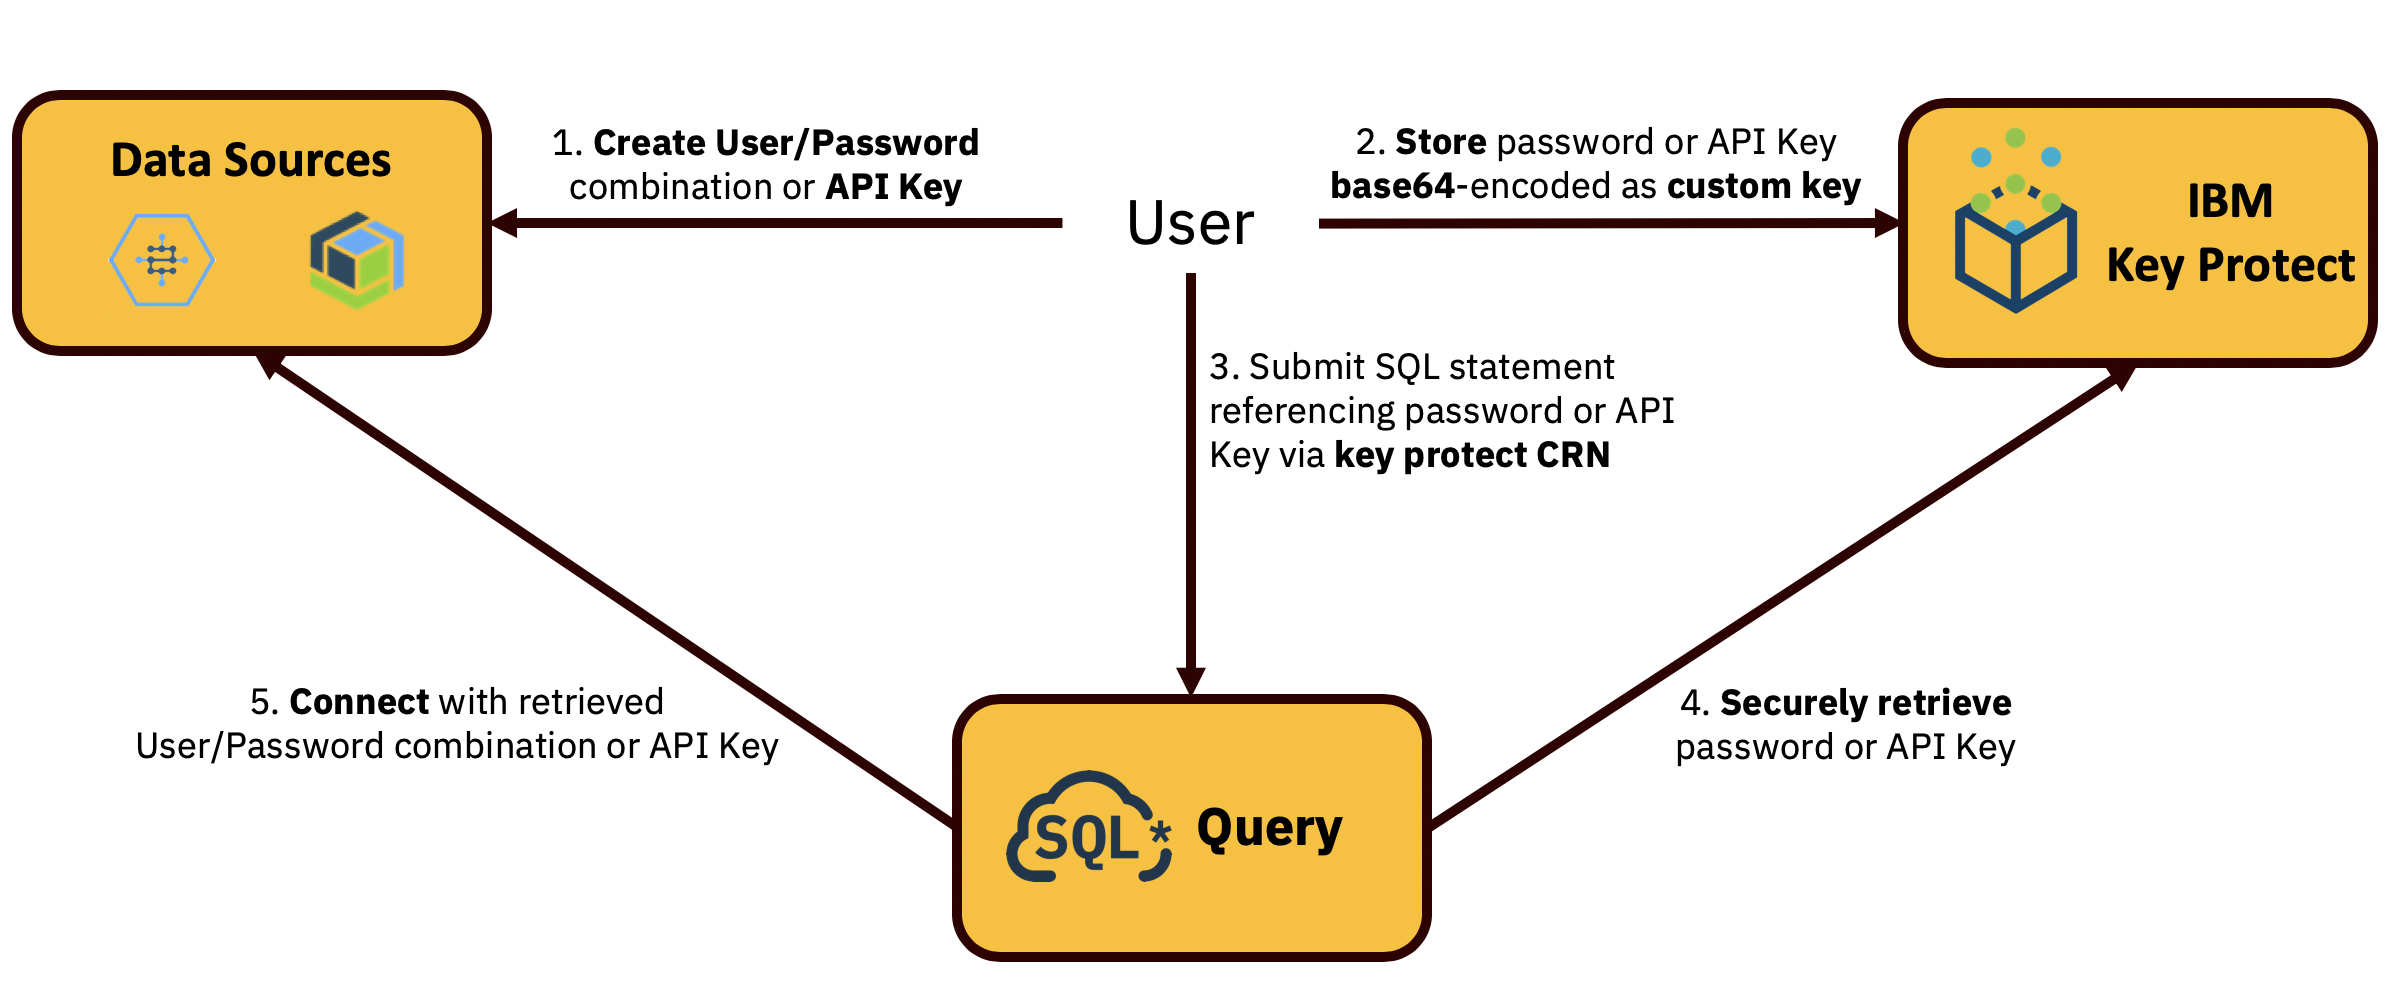 Data Sources
1. Create User/Password
combination or API Key
User
2. Store password or API Key
base64-encoded as custom key
IBM
Key Protect
3. Submit SQL statement
referencing password or API
Key via key protect CRN
5. Connect with retrieved
User/Password combination or API Key
4. Securely retrieve
password or API Key
SQL* Query